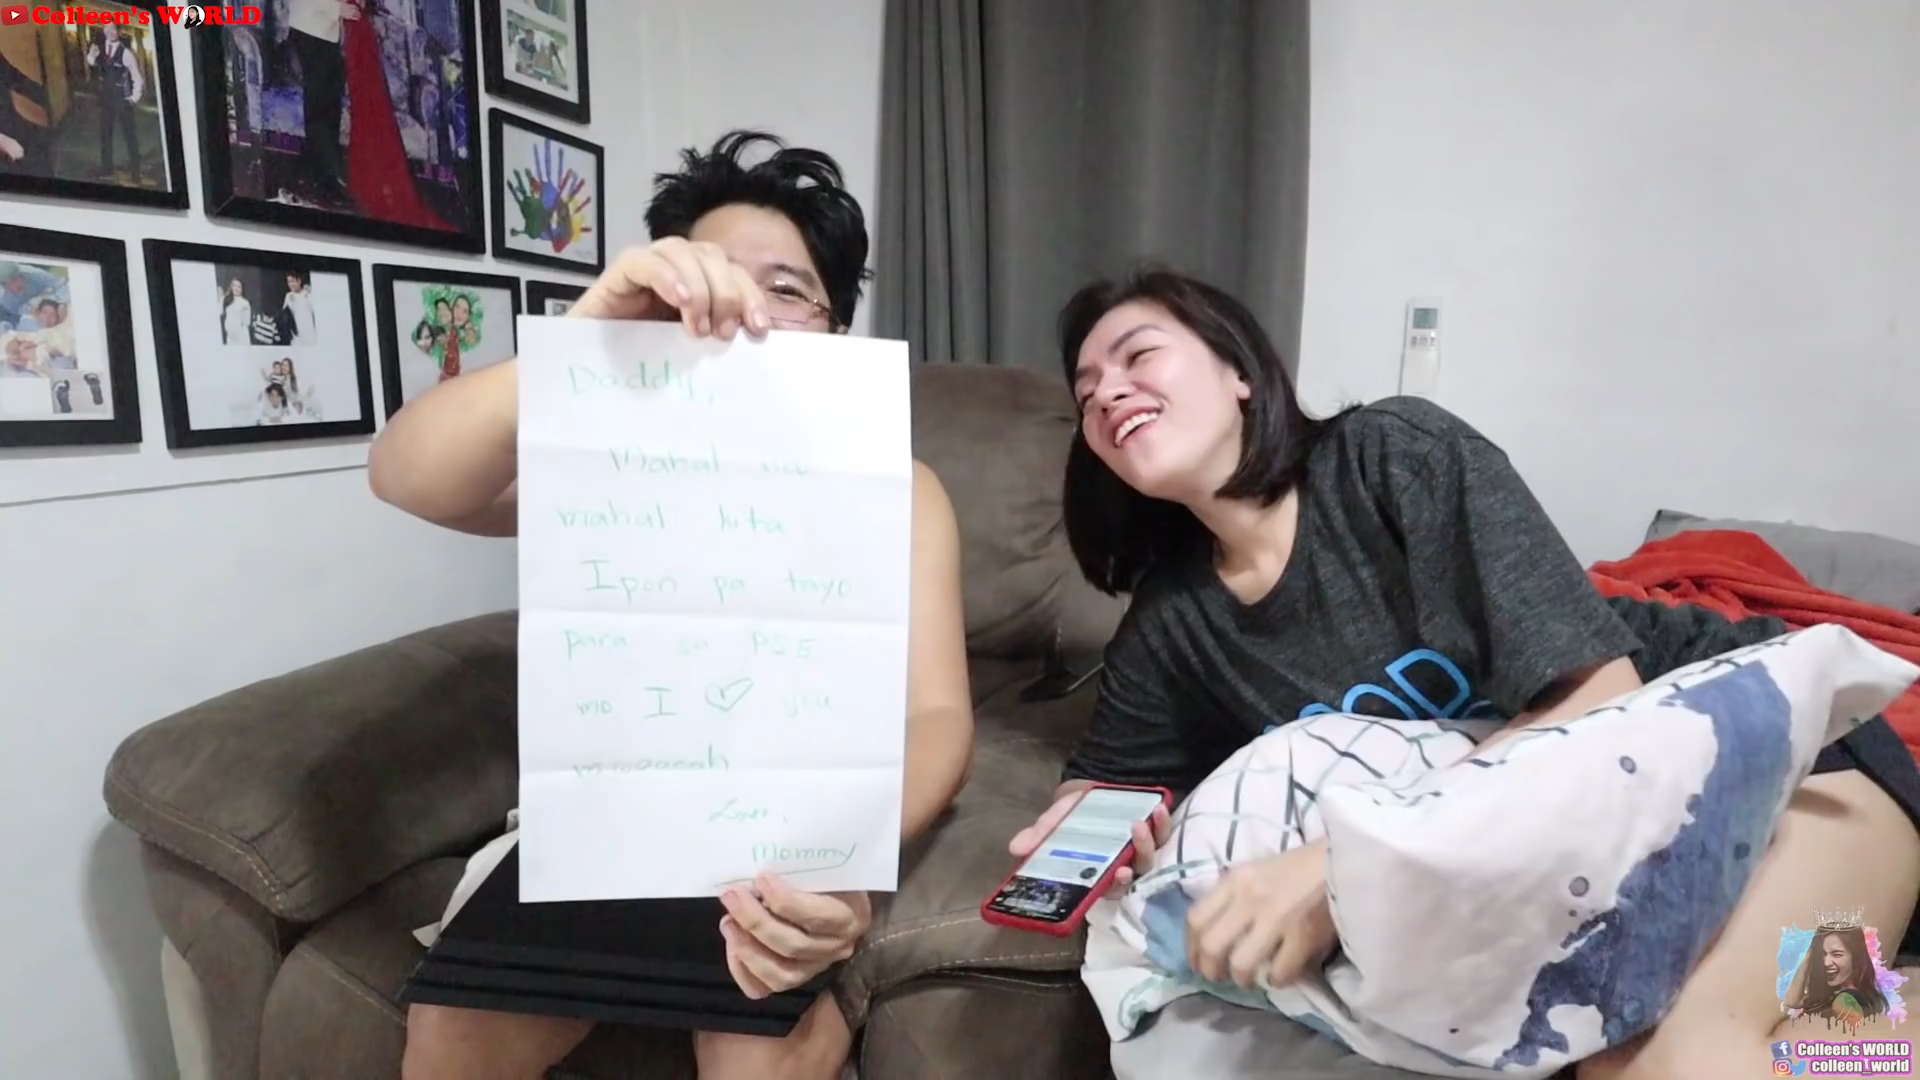 Colleen's WORLD
Daddy,
Mahal na
mahal kita
Ipon pa tayo
para sa PS5
mo I ♡ you
Love,
Mommy
Colleen's WORLD
colleen_world